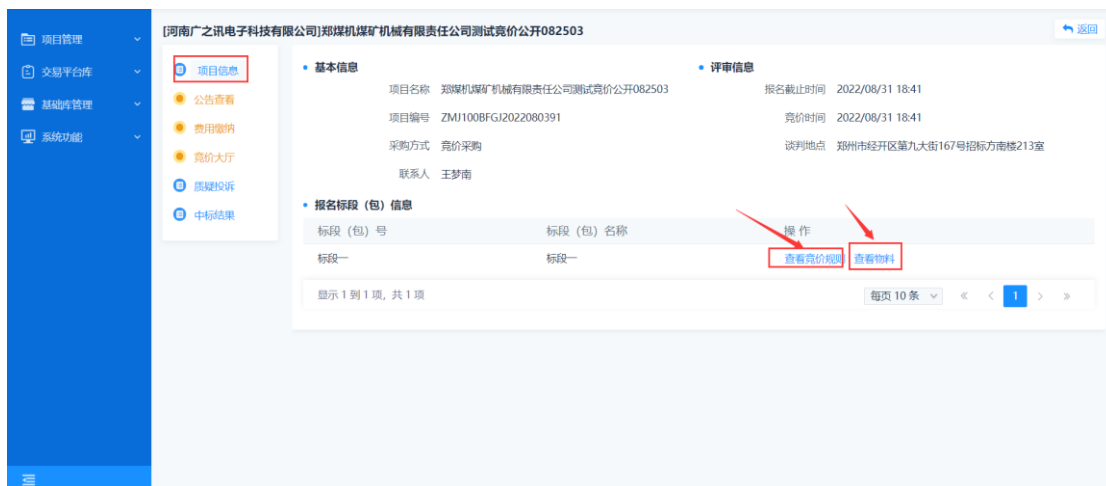 [河南广之讯电子科技有限公司]郑煤机煤矿机械有限责任公司测试竞价公开082503
返回
项目管理
交易平台库
基础库管理
系统功能
项目信息
公告查看
费用缴纳
竞价大厅
质疑投诉
中标结果
基本信息
项目名称 郑煤机煤矿机械有限责任公司测试竞价公开082503
项目编号 ZMJ100BFGJ2022080391
采购方式 竞价采购
联系人 王梦南
评审信息
报名截止时间 2022/08/31 18:41
竞价时间 2022/08/31 18:41
谈判地点 郑州市经开区第九大街167号招标方南楼213室
报名标段（包）信息
标段（包）号 标段（包）名称 操作
标段一 标段一 查看竞价规则 查看物料
显示 1 到 1 项，共 1 项 每页 10 条 1